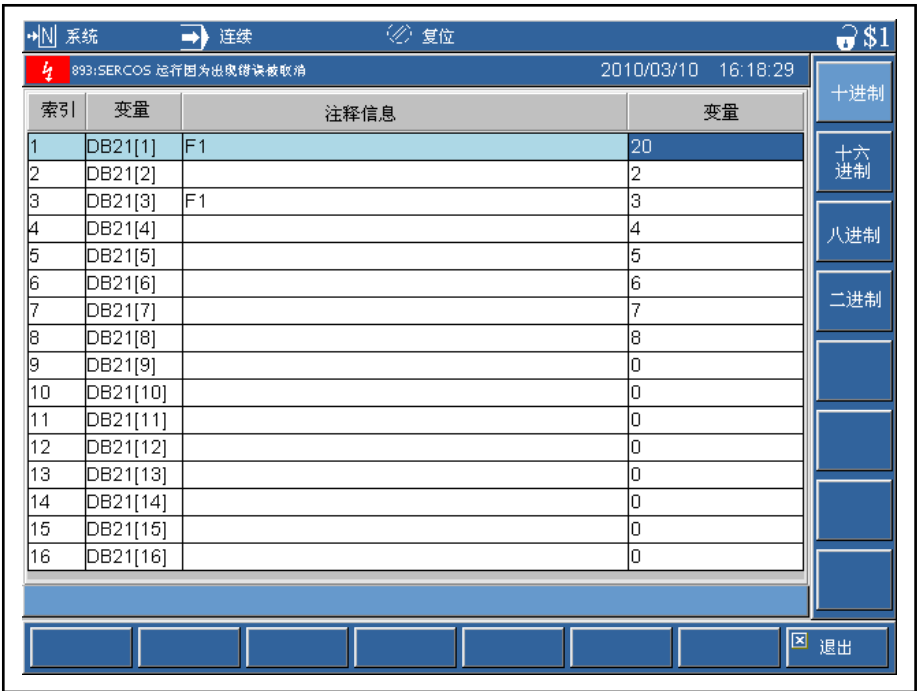 N 系统 连续 复位 $1
893:SERCOS 运行因为出现错误被取消 2010/03/10 16:18:29
索引 变量 注释信息 变量
1 DB21[1] F1 20
2 DB21[2] 2
3 DB21[3] F1 3
4 DB21[4] 4
5 DB21[5] 5
6 DB21[6] 6
7 DB21[7] 7
8 DB21[8] 8
9 DB21[9] 0
10 DB21[10] 0
11 DB21[11] 0
12 DB21[12] 0
13 DB21[13] 0
14 DB21[14] 0
15 DB21[15] 0
16 DB21[16] 0
十进制
十六
进制
八进制
二进制
退出